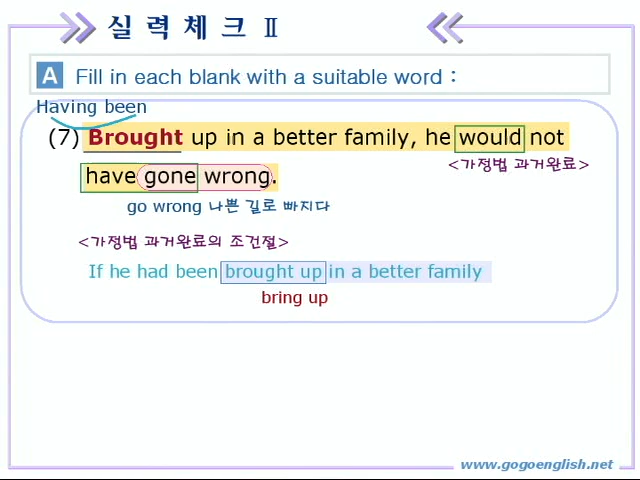 실 력 체 크 Ⅱ
A Fill in each blank with a suitable word :
Having been
(7) Brought up in a better family, he would not
<가정법 과거완료>
have gone wrong.
go wrong 나쁜 길로 빠지다
<가정법 과거완료의 조건절>
If he had been brought up in a better family
bring up
www.gogoenglish.net